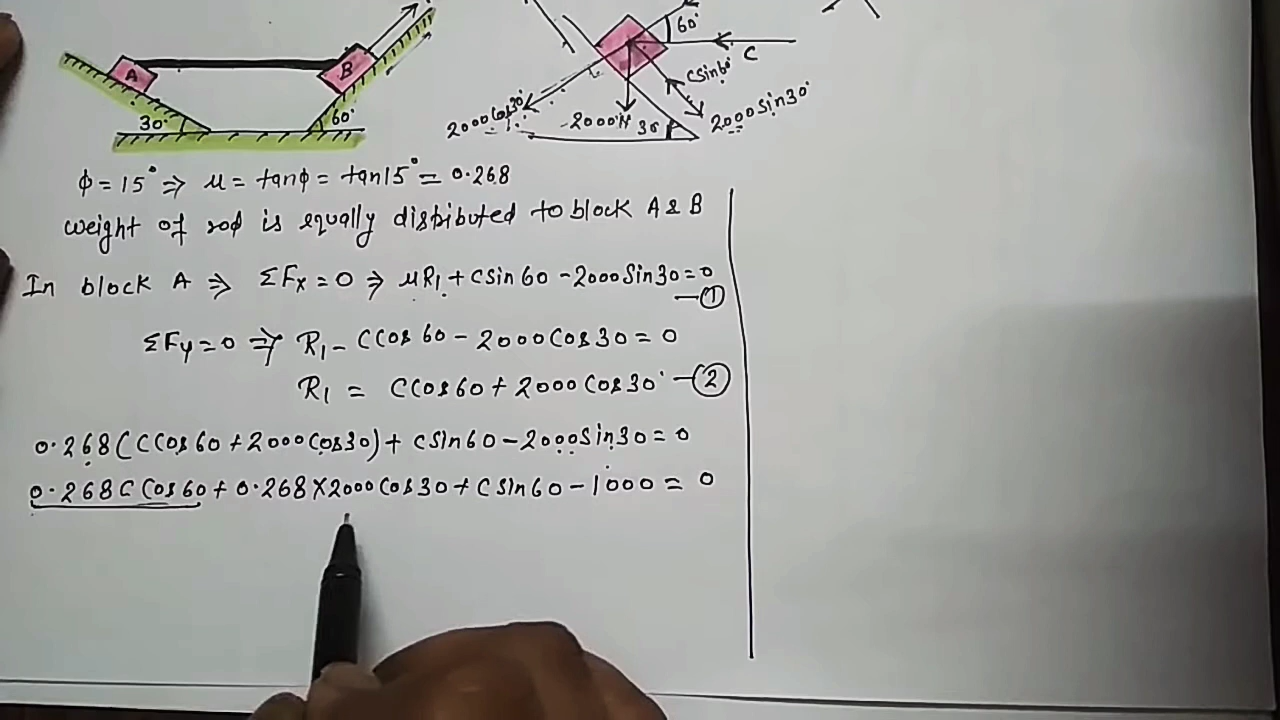 A
B
30°
60°
60°
C
Csin60°
2000Cos30°
2000N
30
2000Sin30°
ϕ = 15° ⇒ μ = tanϕ = tan15° = 0.268
weight of rod is equally distributed to block A & B
In block A ⇒ ΣFx = 0 ⇒ μR1 + Csin60 - 2000Sin30 = 0
—①
ΣFy = 0 ⇒ R1 - CCos60 - 2000Cos30 = 0
R1 = CCos60 + 2000Cos30° —②
0.268(CCos60 + 2000Cos30) + Csin60 - 2000Sin30 = 0
0.268CCos60 + 0.268×2000Cos30 + Csin60 - 1000 = 0